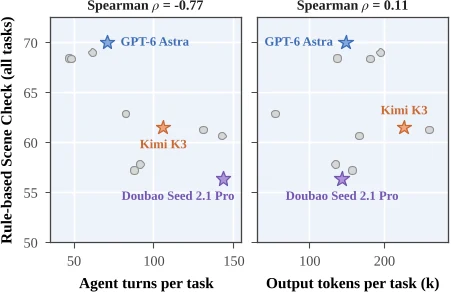 Spearman ρ = -0.77
Spearman ρ = 0.11
Rule-based Scene Check (all tasks)
70
65
60
55
50
GPT-6 Astra
Kimi K3
Doubao Seed 2.1 Pro
GPT-6 Astra
Kimi K3
Doubao Seed 2.1 Pro
50
100
150
100
200
Agent turns per task
Output tokens per task (k)